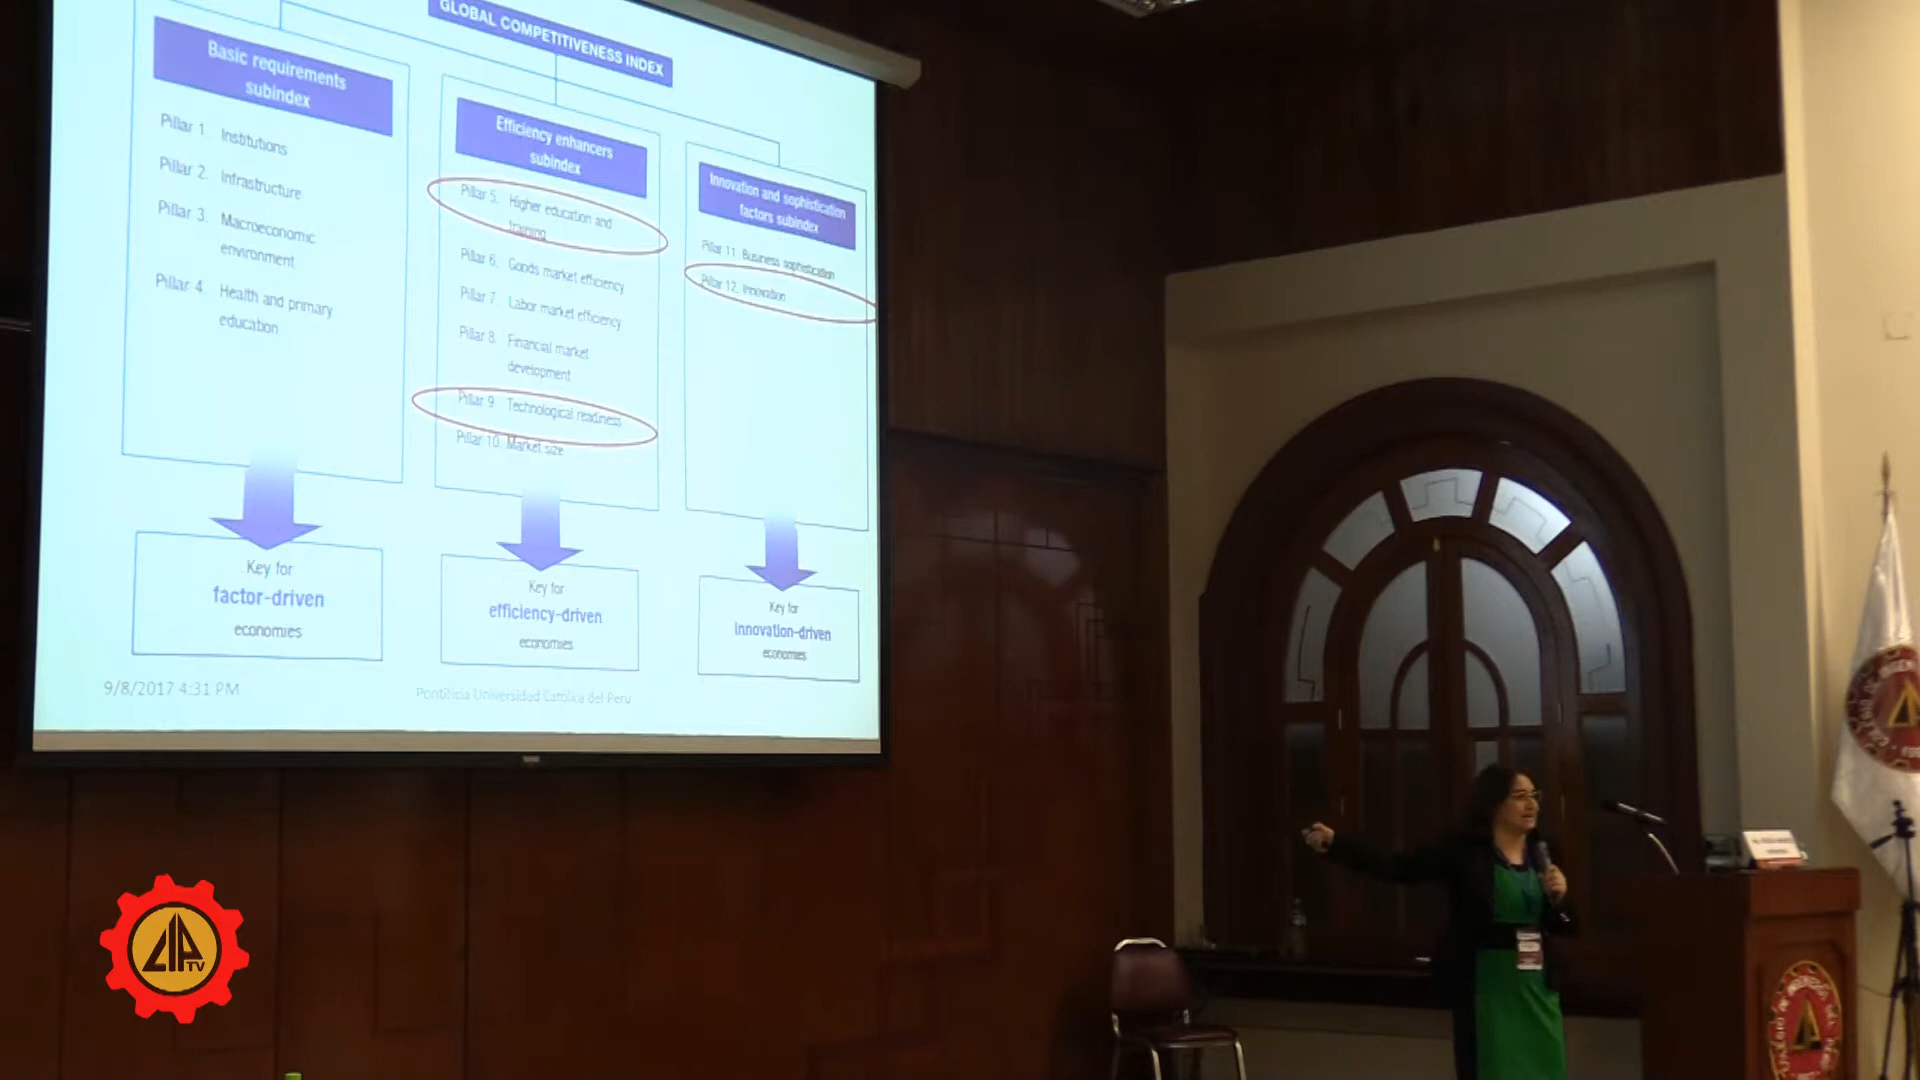 GLOBAL COMPETITIVENESS INDEX
Basic requirements
subindex
Pillar 1. Institutions
Pillar 2. Infrastructure
Pillar 3. Macroeconomic
environment
Pillar 4. Health and primary
education
Key for
factor-driven
economies
Efficiency enhancers
subindex
Pillar 5. Higher education and
training
Pillar 6. Goods market efficiency
Pillar 7. Labor market efficiency
Pillar 8. Financial market
development
Pillar 9. Technological readiness
Pillar 10. Market size
Key for
efficiency-driven
economies
Innovation and sophistication
factors subindex
Pillar 11. Business sophistication
Pillar 12. Innovation
Key for
innovation-driven
economies
9/8/2017 4:31 PM
Pontificia Universidad Católica del Perú
CIP
TV